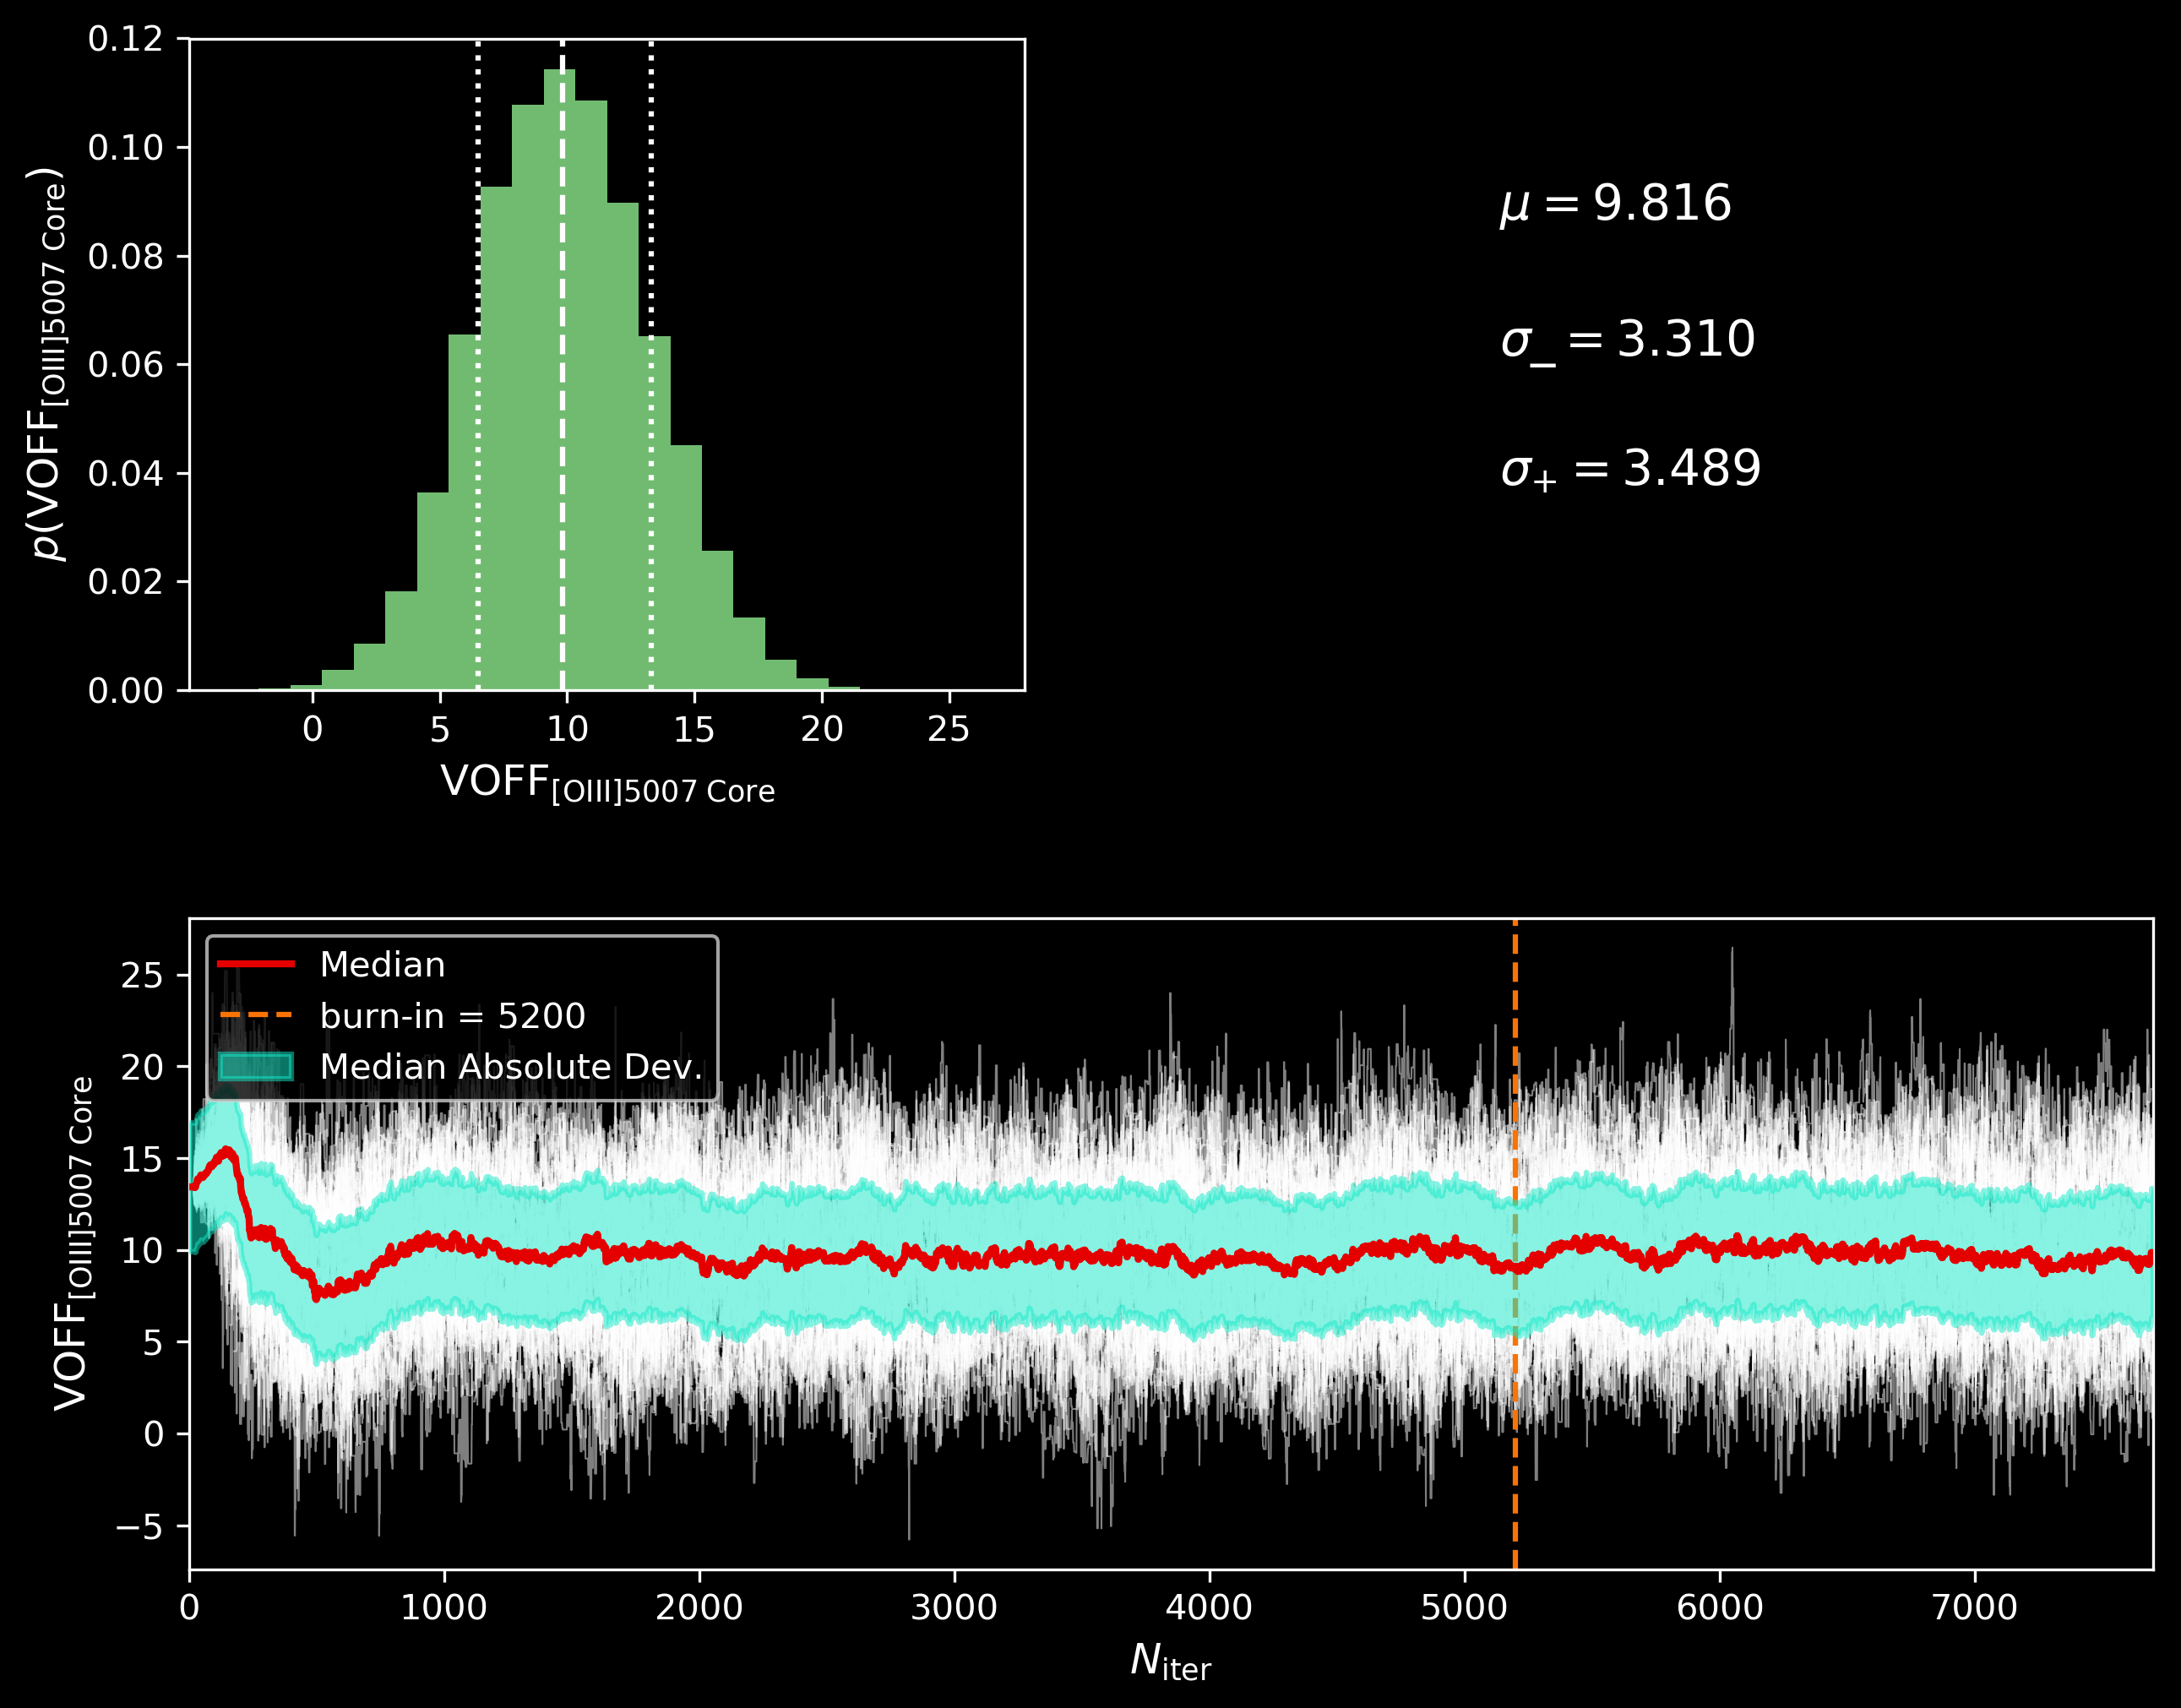 0.12
0.10
0.08
0.06
0.04
0.02
0.00
p(VOFF[OIII]5007 Core)
0 5 10 15 20 25
VOFF[OIII]5007 Core
μ = 9.816
σ− = 3.310
σ+ = 3.489
Median
burn-in = 5200
Median Absolute Dev.
25
20
15
10
5
0
−5
VOFF[OIII]5007 Core
0 1000 2000 3000 4000 5000 6000 7000
Niter